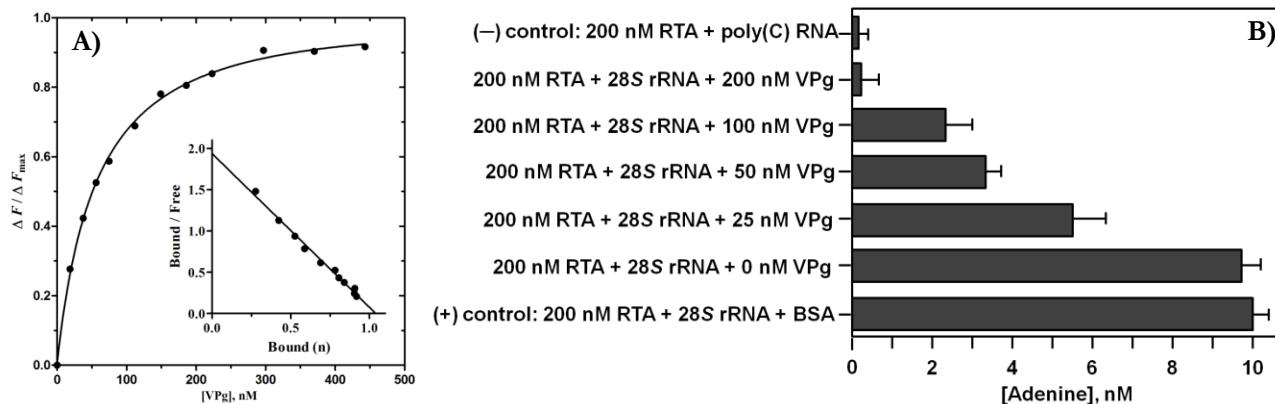 A)
Δ F / Δ Fmax
1.0
0.8
0.6
0.4
0.2
0.0
0
100
200
300
400
500
[VPg], nM
Bound / Free
2.0
1.5
1.0
0.5
0.0
0.0
0.5
1.0
Bound (n)
B)
(—) control: 200 nM RTA + poly(C) RNA
200 nM RTA + 28S rRNA + 200 nM VPg
200 nM RTA + 28S rRNA + 100 nM VPg
200 nM RTA + 28S rRNA + 50 nM VPg
200 nM RTA + 28S rRNA + 25 nM VPg
200 nM RTA + 28S rRNA + 0 nM VPg
(+) control: 200 nM RTA + 28S rRNA + BSA
0
2
4
6
8
10
[Adenine], nM